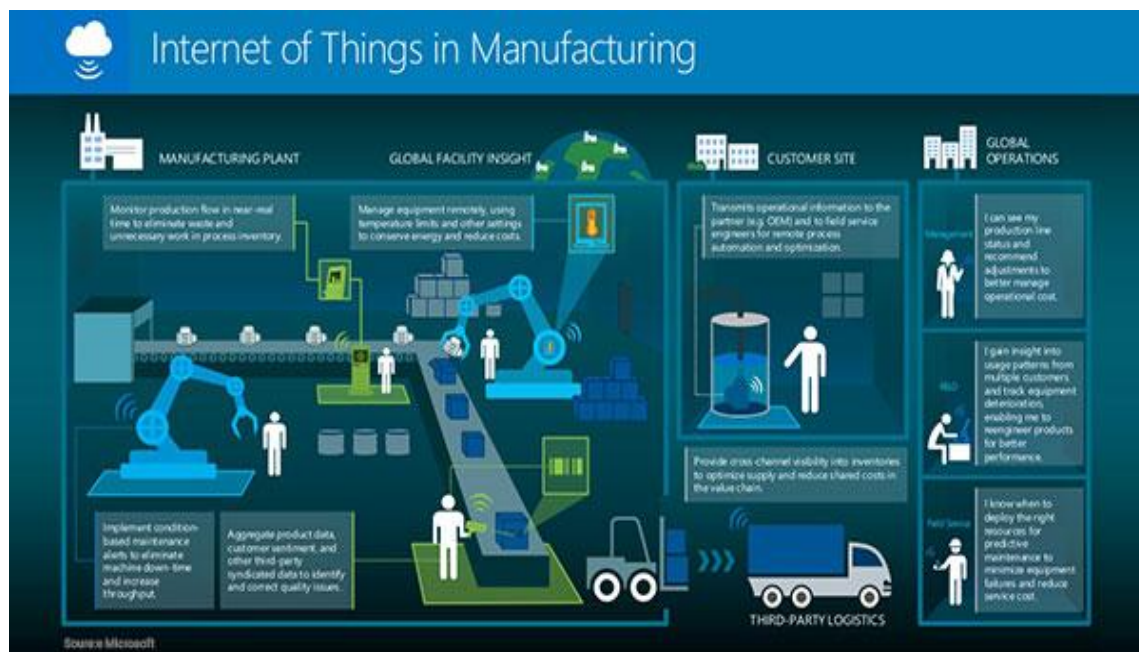 Internet of Things in Manufacturing
MANUFACTURING PLANT
GLOBAL FACILITY INSIGHT
Monitor production flow in near-real
time to eliminate waste and
unnecessary work in process inventory.
Manage equipment remotely, using
temperature limits and other settings
to conserve energy and reduce costs.
Implement condition-
based maintenance
alerts to eliminate
machine down-time
and increase
throughput.
Aggregate product data,
customer sentiment, and
other third-party
syndicated data to identify
and correct quality issues.
CUSTOMER SITE
Transmits operational information to the
partner (e.g. OEM) and to field service
engineers for remote process
automation and optimization.
Provide cross-channel visibility into inventories
to optimize supply and reduce shared costs in
the value chain.
THIRD-PARTY LOGISTICS
GLOBAL
OPERATIONS
Management
I can see my
production line
status and
recommend
adjustments to
better manage
operational cost.
R&D
I gain insight into
usage patterns from
multiple customers
and track equipment
deterioration,
enabling me to
reengineer products
for better
performance.
Field Service
I know when to
deploy the right
resources for
predictive
maintenance to
minimize equipment
failures and reduce
service cost.
Source: Microsoft